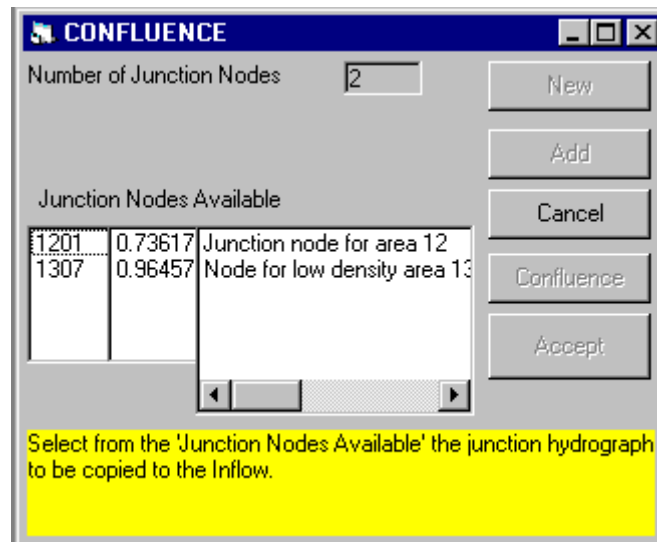 CONFLUENCE
Number of Junction Nodes 2
New
Add
Junction Nodes Available
Cancel
1201 0.73617 Junction node for area 12
1307 0.96457 Node for low density area 13
Confluence
Accept
Select from the 'Junction Nodes Available' the junction hydrograph
to be copied to the Inflow.